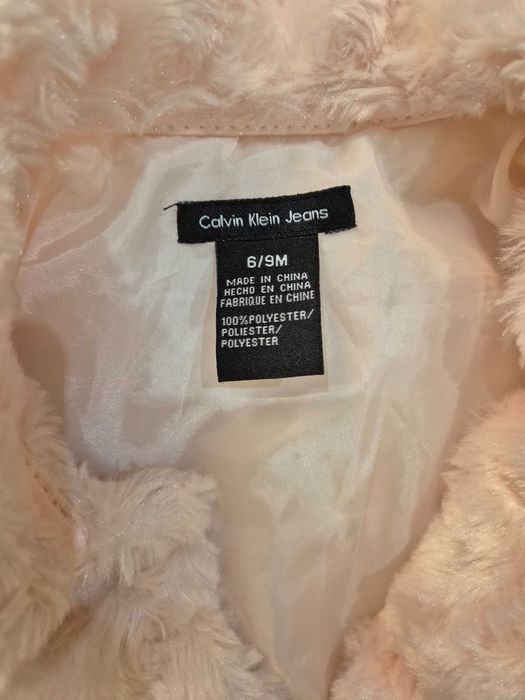 Calvin Klein Jeans
6/9M
MADE IN CHINA
HECHO EN CHINA
FABRIQUE EN CHINE
100%POLYESTER/
POLIESTER/
POLYESTER